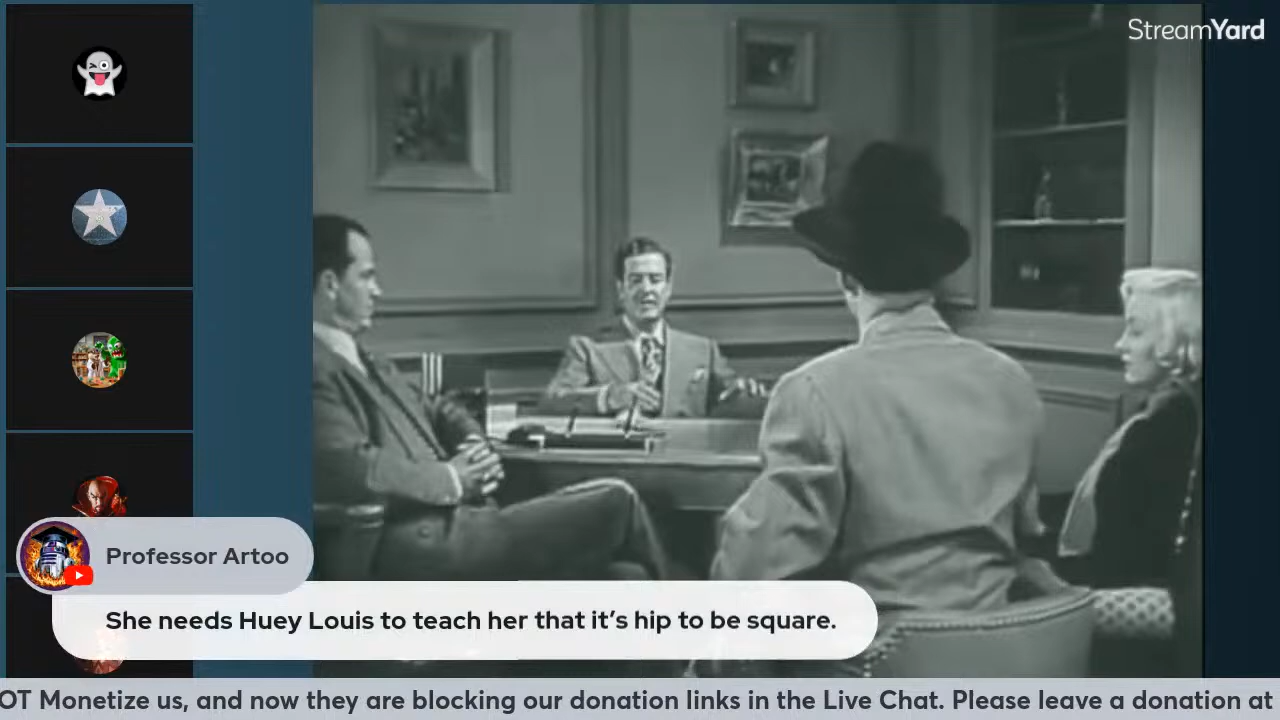 StreamYard
Professor Artoo
She needs Huey Louis to teach her that it’s hip to be square.
OT Monetize us, and now they are blocking our donation links in the Live Chat. Please leave a donation at